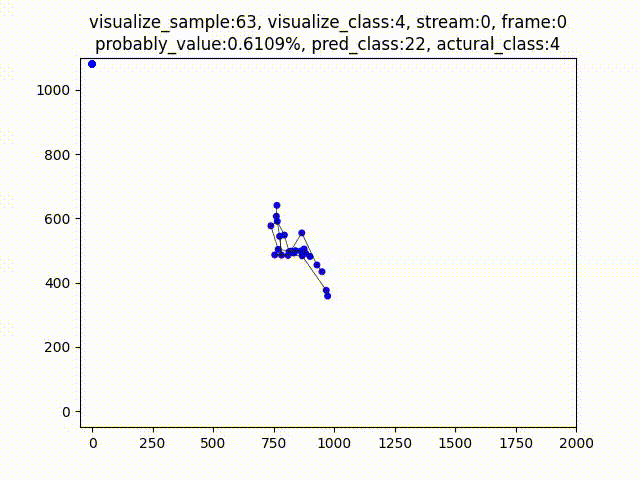 visualize_sample:63, visualize_class:4, stream:0, frame:0
probably_value:0.6109%, pred_class:22, actural_class:4
1000
800
600
400
200
0
0 250 500 750 1000 1250 1500 1750 2000